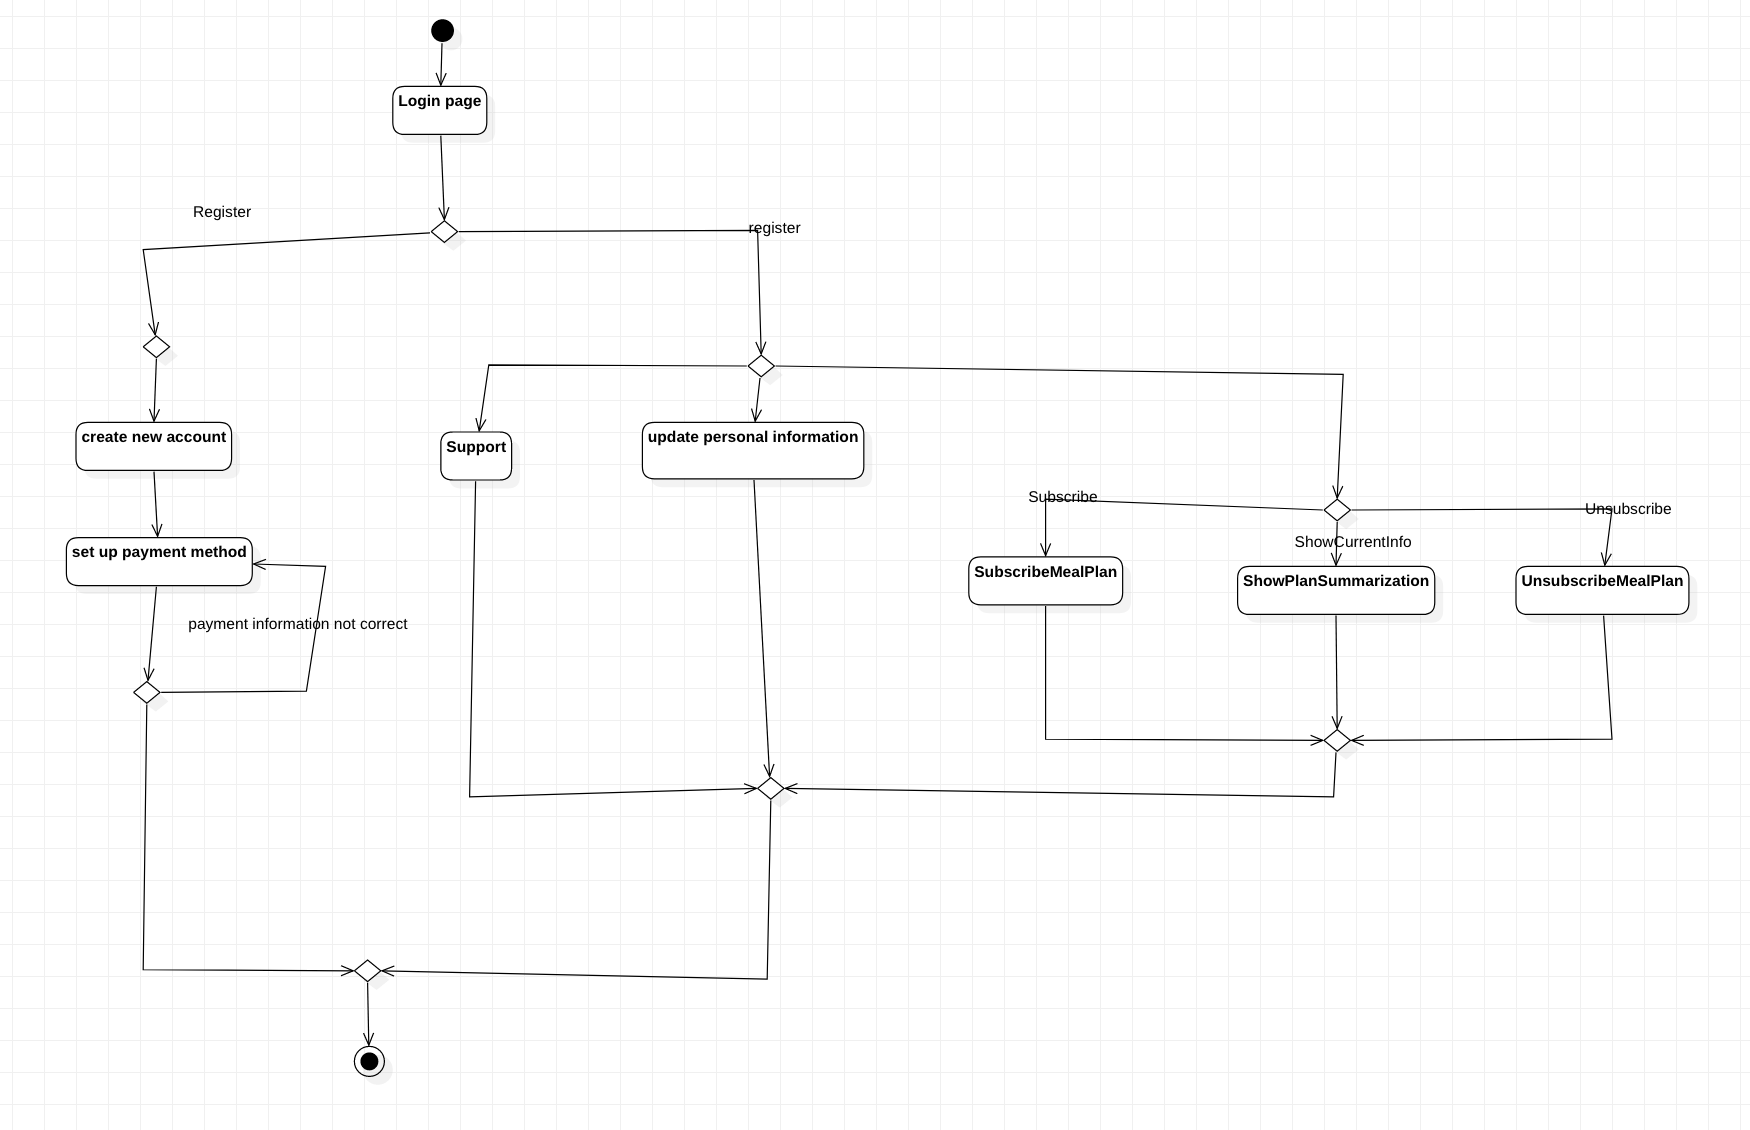 Login page
Register
register
create new account
Support
update personal information
Subscribe
Unsubscribe
ShowCurrentInfo
set up payment method
SubscribeMealPlan
ShowPlanSummarization
UnsubscribeMealPlan
payment information not correct